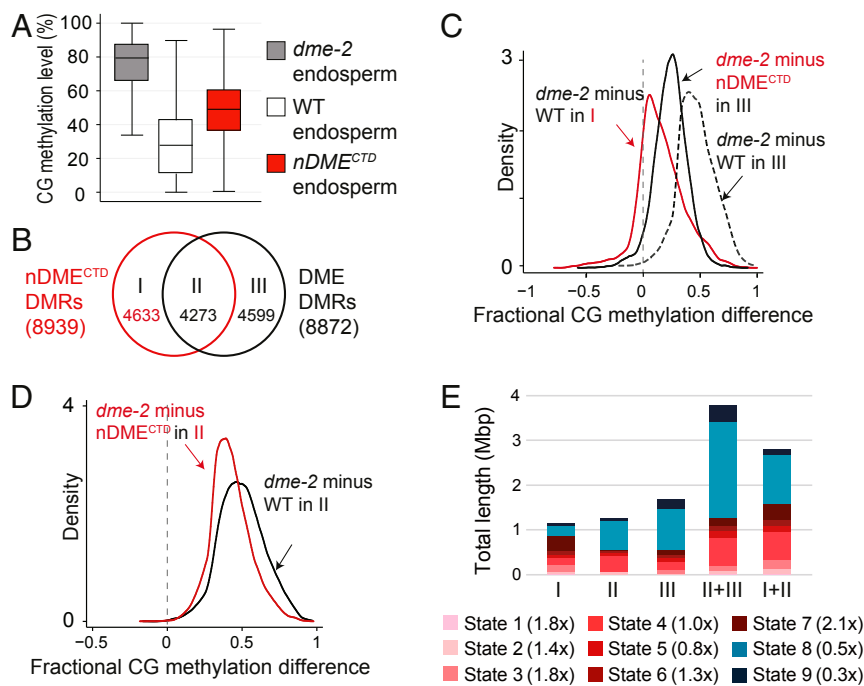 A
CG methylation level (%)
100
80
60
40
20
0
dme-2
endosperm
WT
endosperm
nDME^CTD
endosperm
B
nDME^CTD
DMRs
(8939)
I
4633
II
4273
III
4599
DME
DMRs
(8872)
C
3
Density
0
dme-2 minus
WT in I
dme-2 minus
nDME^CTD
in III
dme-2 minus
WT in III
−1 −0.5 0 0.5 1
Fractional CG methylation difference
D
4
Density
0
dme-2 minus
nDME^CTD in II
dme-2 minus
WT in II
−0.5 0 0.5 1
Fractional CG methylation difference
E
Total length (Mbp)
4
3
2
1
0
I II III II+III I+II
State 1 (1.8x) State 4 (1.0x) State 7 (2.1x)
State 2 (1.4x) State 5 (0.8x) State 8 (0.5x)
State 3 (1.8x) State 6 (1.3x) State 9 (0.3x)